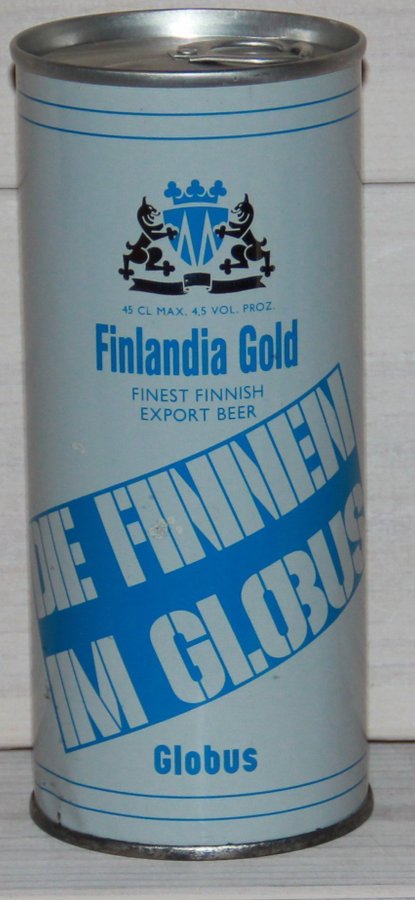 45 CL MAX. 4,5 VOL. PROZ.
Finlandia Gold
FINEST FINNISH
EXPORT BEER
DIE FINNEN
IM GLOBUS
Globus